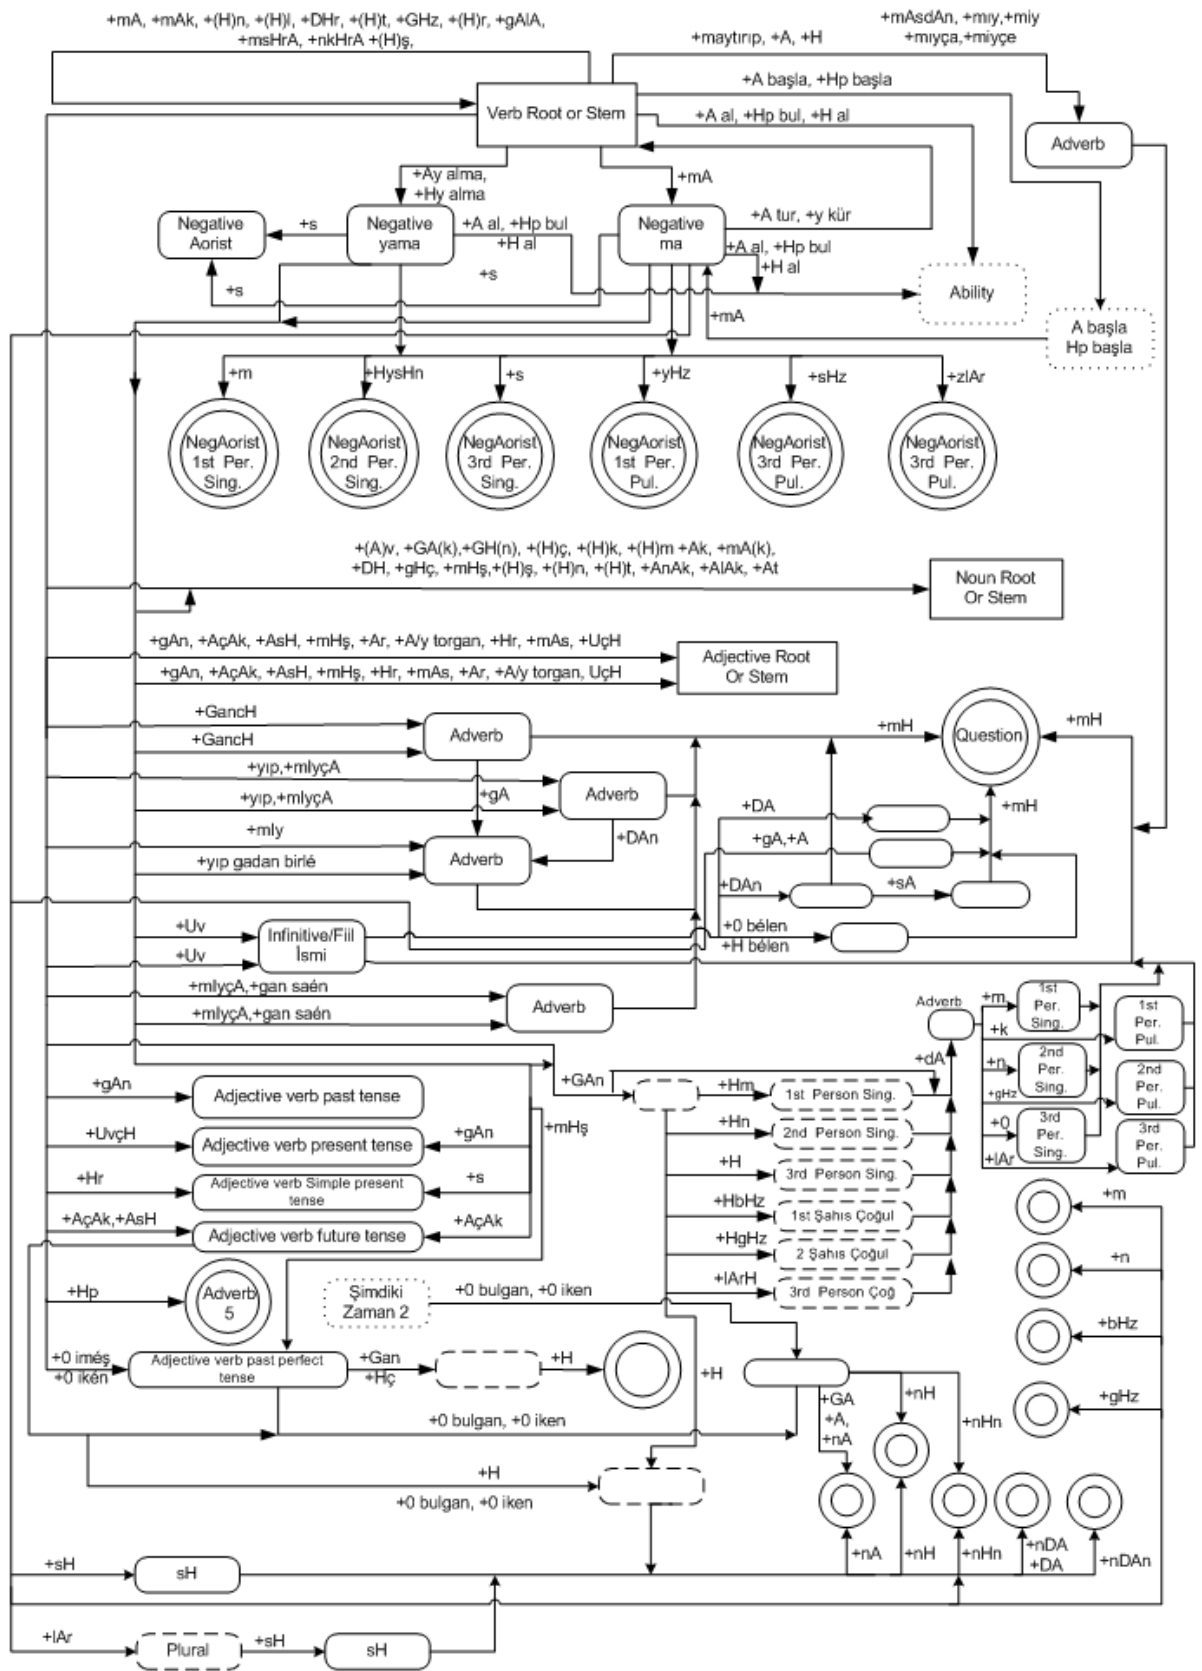 +mA, +mAk, +(H)n, +(H)l, +DHr, +(H)t, +GHz, +(H)r, +gAlA,
+msHrA, +nkHrA +(H)ş,
+mAsdAn, +mıy,+miy
+mıyça,+miyçe
+maytırıp, +A, +H
+A başla, +Hp başla
Verb Root or Stem
+A al, +Hp bul, +H al
Adverb
+Ay alma,
+Hy alma
+mA
Negative
Aorist
+s
Negative
yama
+A al, +Hp bul
+H al
Negative
ma
+A tur, +y kür
+A al, +Hp bul
+H al
+s
+s
Ability
+mA
A başla
Hp başla
+m
+HysHn
+s
+yHz
+sHz
+zlAr
NegAorist
1st Per.
Sing.
NegAorist
2nd Per.
Sing.
NegAorist
3rd Per.
Sing.
NegAorist
1st Per.
Pul.
NegAorist
3rd Per.
Pul.
NegAorist
3rd Per.
Pul.
+(A)v, +GA(k),+GH(n), +(H)ç, +(H)k, +(H)m +Ak, +mA(k),
+DH, +gHç, +mHş,+(H)ş, +(H)n, +(H)t, +AnAk, +AlAk, +At
Noun Root
Or Stem
+gAn, +AçAk, +AsH, +mHş, +Ar, +A/y torgan, +Hr, +mAs, +UçH
+gAn, +AçAk, +AsH, +mHş, +Hr, +mAs, +Ar, +A/y torgan, UçH
Adjective Root
Or Stem
+GancH
+GancH
Adverb
+mH
Question
+mH
+yıp,+mIyçA
+yıp,+mIyçA
+gA
Adverb
+DAn
+mIy
+yıp gadan birlé
Adverb
+DA
+mH
+gA,+A
+DAn
+sA
+Uv
+Uv
Infinitive/Fiil
İsmi
+0 bélen
+H bélen
+mIyçA,+gan saén
+mIyçA,+gan saén
Adverb
Adverb
+m
1st
Per.
Sing.
+k
1st
Per.
Pul.
+n
2nd
Per.
Sing.
+gHz
2nd
Per.
Pul.
+0
3rd
Per.
Sing.
+lAr
3rd
Per.
Pul.
+dA
+GAn
+gAn
Adjective verb past tense
+mHş
+UvçH
Adjective verb present tense
+gAn
+Hr
Adjective verb Simple present
tense
+s
+AçAk,+AsH
Adjective verb future tense
+AçAk
+Hm
1st Person Sing.
+Hn
2nd Person Sing.
+H
3rd Person Sing.
+HbHz
1st Şahıs Çoğul
+HgHz
2 Şahıs Çoğul
+lArH
3rd Person Çoğ
+m
+n
+bHz
+gHz
+Hp
Adverb
5
Şimdiki
Zaman 2
+0 bulgan, +0 iken
+0 iméş
+0 ikén
Adjective verb past perfect
tense
+Gan
+Hç
+H
+H
+GA
+A,
+nA
+nH
+nHn
+0 bulgan, +0 iken
+H
+0 bulgan, +0 iken
+nA
+nH
+nHn
+nDA
+DA
+nDAn
+sH
sH
+lAr
Plural
+sH
sH